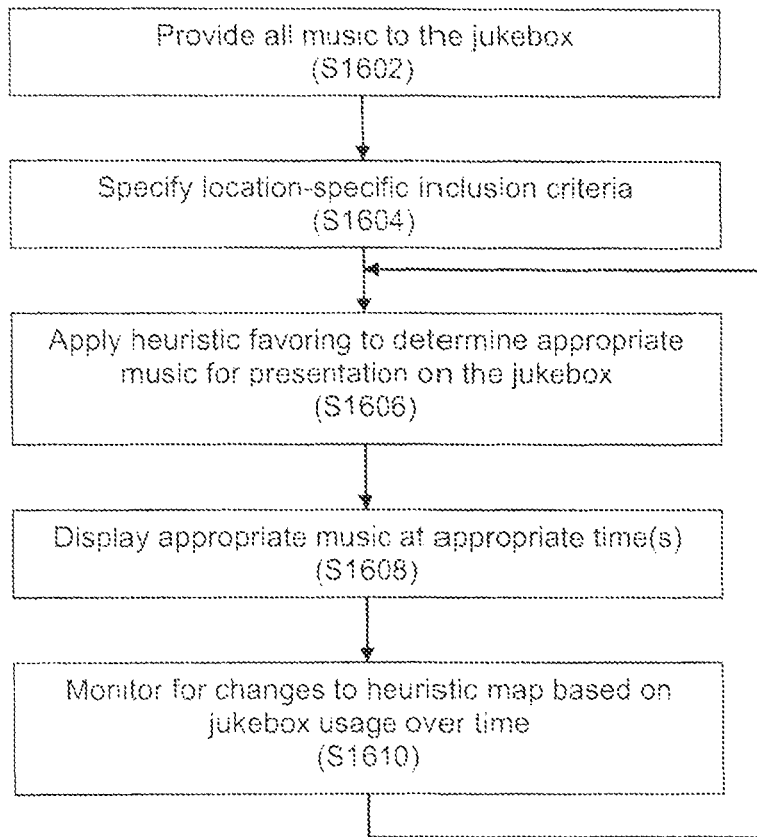 Provide all music to the jukebox
(S1602)
Specify location-specific inclusion criteria
(S1604)
Apply heuristic favoring to determine appropriate
music for presentation on the jukebox
(S1606)
Display appropriate music at appropriate time(s)
(S1608)
Monitor for changes to heuristic map based on
jukebox usage over time
(S1610)